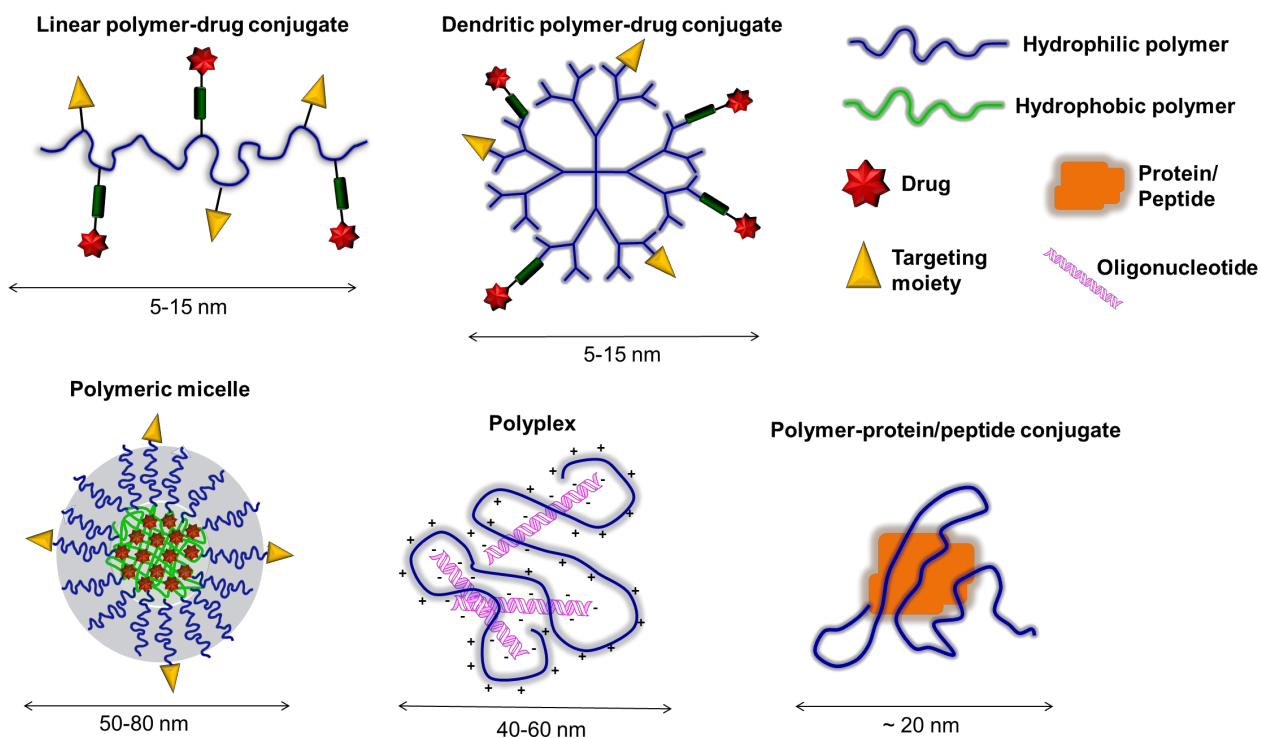 Linear polymer-drug conjugate
5-15 nm
Dendritic polymer-drug conjugate
5-15 nm
Hydrophilic polymer
Hydrophobic polymer
Drug
Protein/
Peptide
Targeting
moiety
Oligonucleotide
Polymeric micelle
50-80 nm
Polyplex
40-60 nm
Polymer-protein/peptide conjugate
~ 20 nm